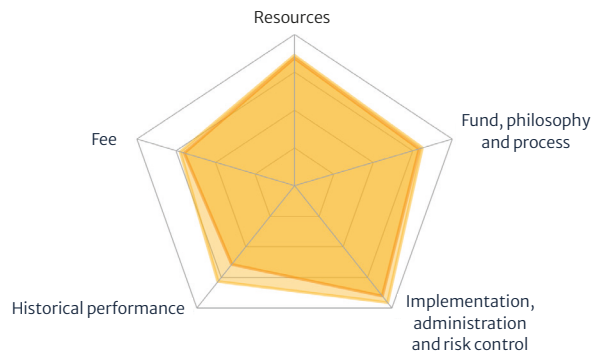 Resources
Fund, philosophy
and process
Fee
Historical performance
Implementation,
administration
and risk control